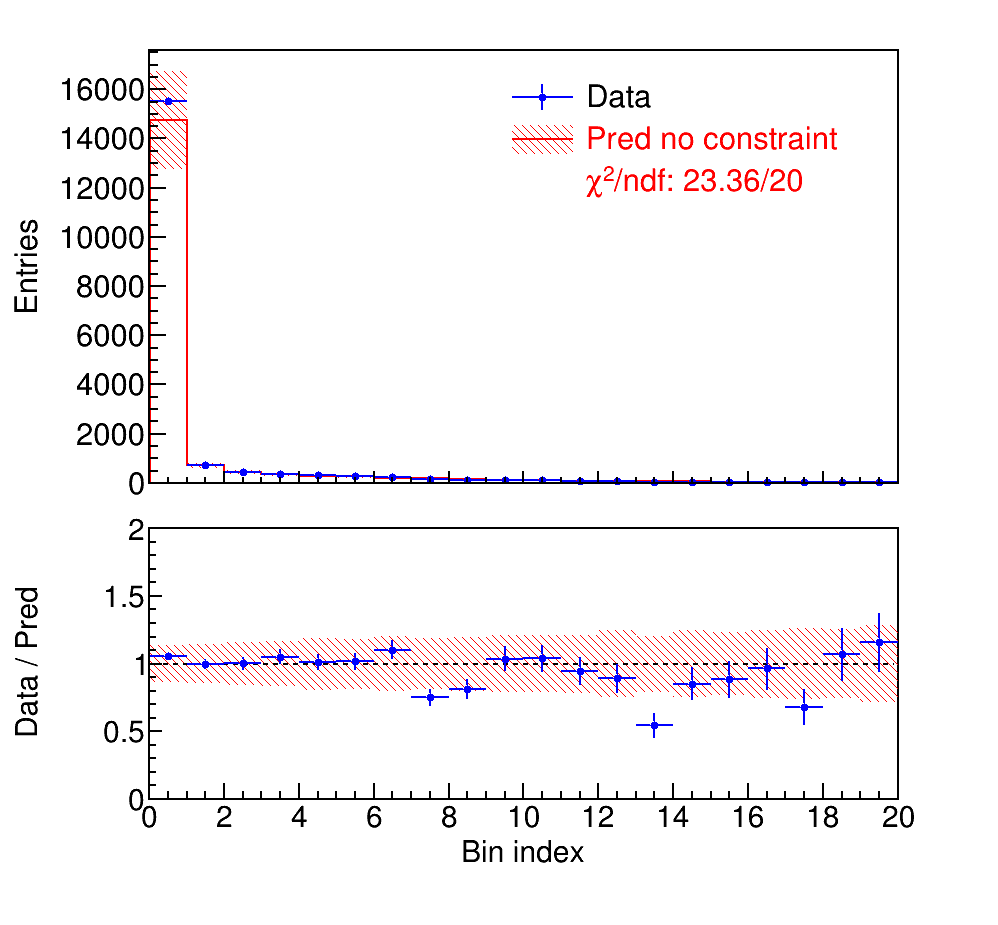 Entries
16000
14000
12000
10000
8000
6000
4000
2000
0
Data
Pred no constraint
χ²/ndf: 23.36/20
Data / Pred
2
1.5
1
0.5
0
0 2 4 6 8 10 12 14 16 18 20
Bin index